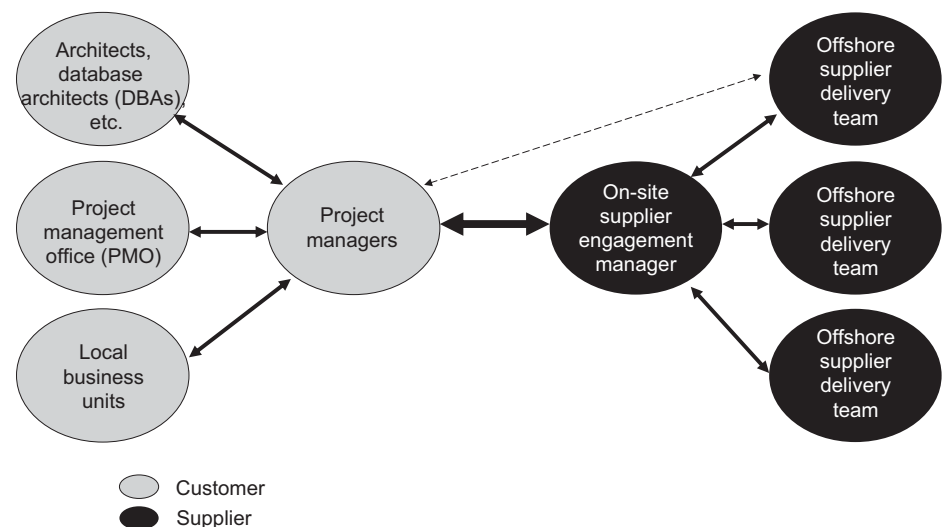 Architects,
database
architects (DBAs),
etc.
Project
management
office (PMO)
Local
business
units
Project
managers
On-site
supplier
engagement
manager
Offshore
supplier
delivery
team
Offshore
supplier
delivery
team
Offshore
supplier
delivery
team
Customer
Supplier